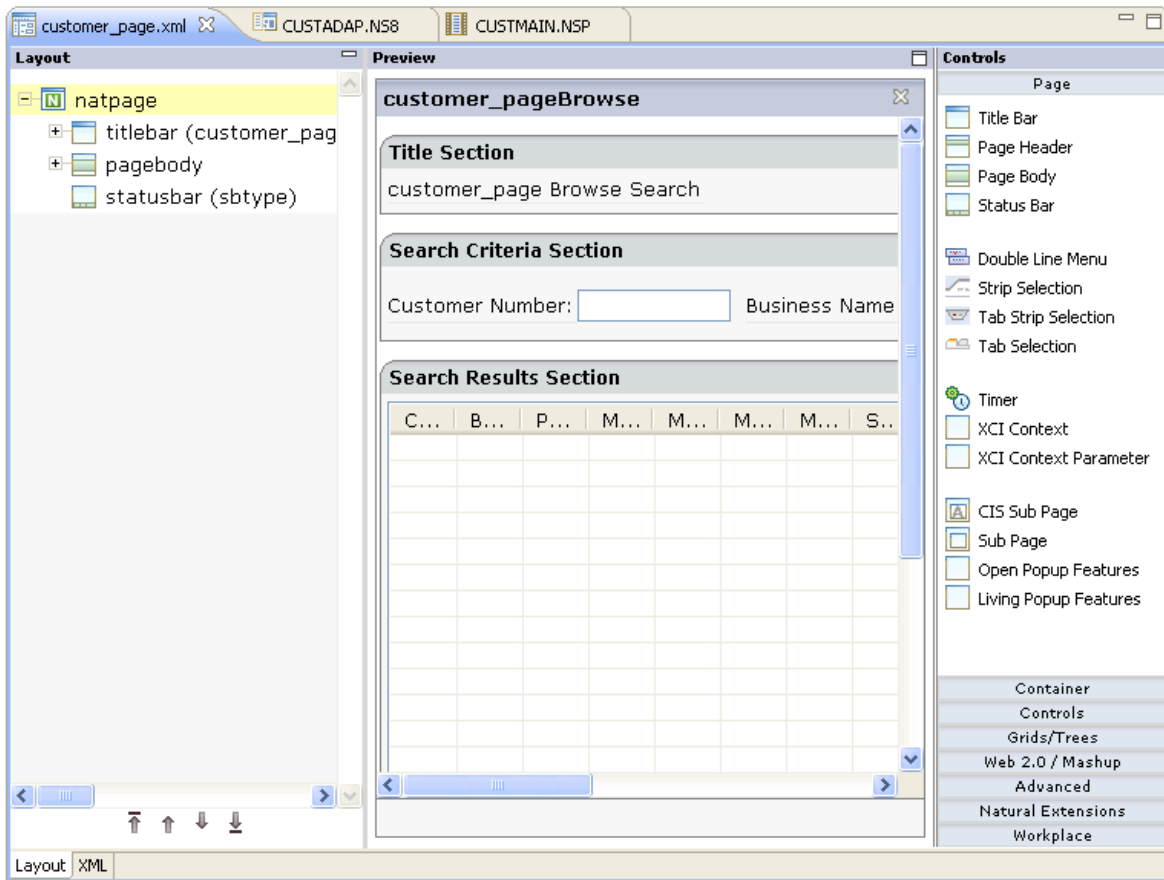 customer_page.xml
CUSTADAP.NS8
CUSTMAIN.NSP
Layout
natpage
titlebar (customer_pag
pagebody
statusbar (sbtype)
Preview
customer_pageBrowse
Title Section
customer_page Browse Search
Search Criteria Section
Customer Number:
Business Name
Search Results Section
C... B... P... M... M... M... M... S..
Controls
Page
Title Bar
Page Header
Page Body
Status Bar
Double Line Menu
Strip Selection
Tab Strip Selection
Tab Selection
Timer
XCI Context
XCI Context Parameter
CIS Sub Page
Sub Page
Open Popup Features
Living Popup Features
Container
Controls
Grids/Trees
Web 2.0 / Mashup
Advanced
Natural Extensions
Workplace
Layout XML